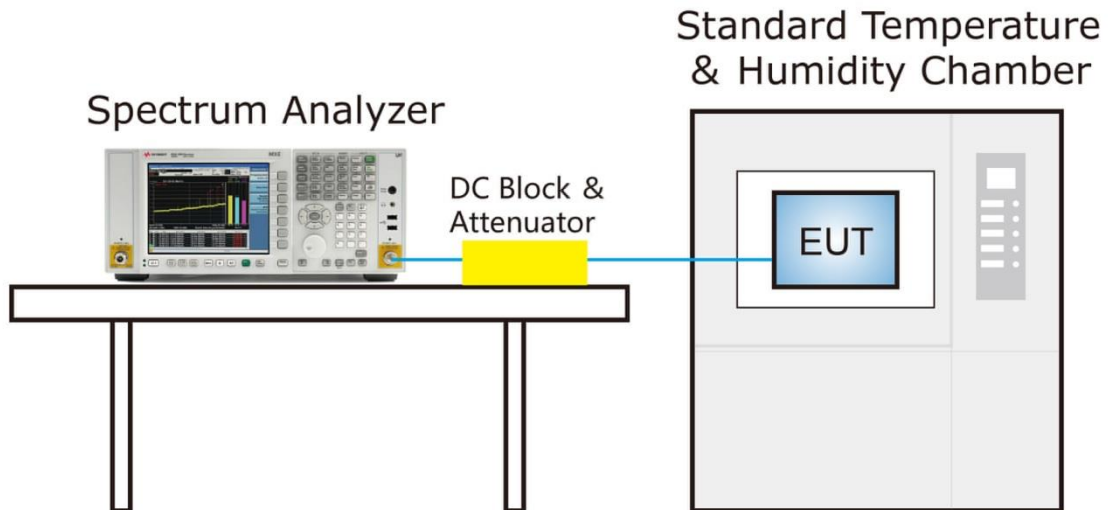 Standard Temperature
& Humidity Chamber
Spectrum Analyzer
DC Block &
Attenuator
EUT